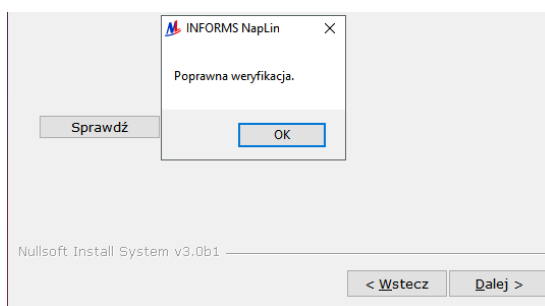 INFORMS NapLin
Poprawna weryfikacja.
Sprawdź
OK
Nullsoft Install System v3.0b1
< Wstecz
Dalej >